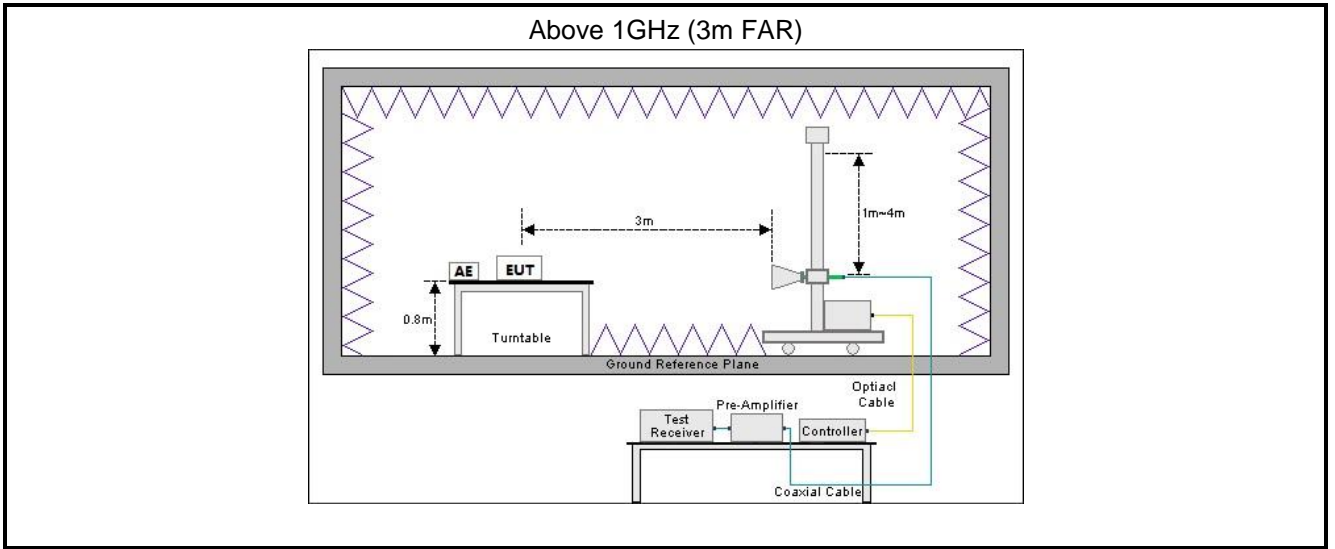 Above 1GHz (3m FAR)
3m
1m~4m
AE
EUT
0.8m
Turntable
Ground Reference Plane
Optiacl
Cable
Pre-Amplifier
Test
Receiver
Controller
Coaxial Cable